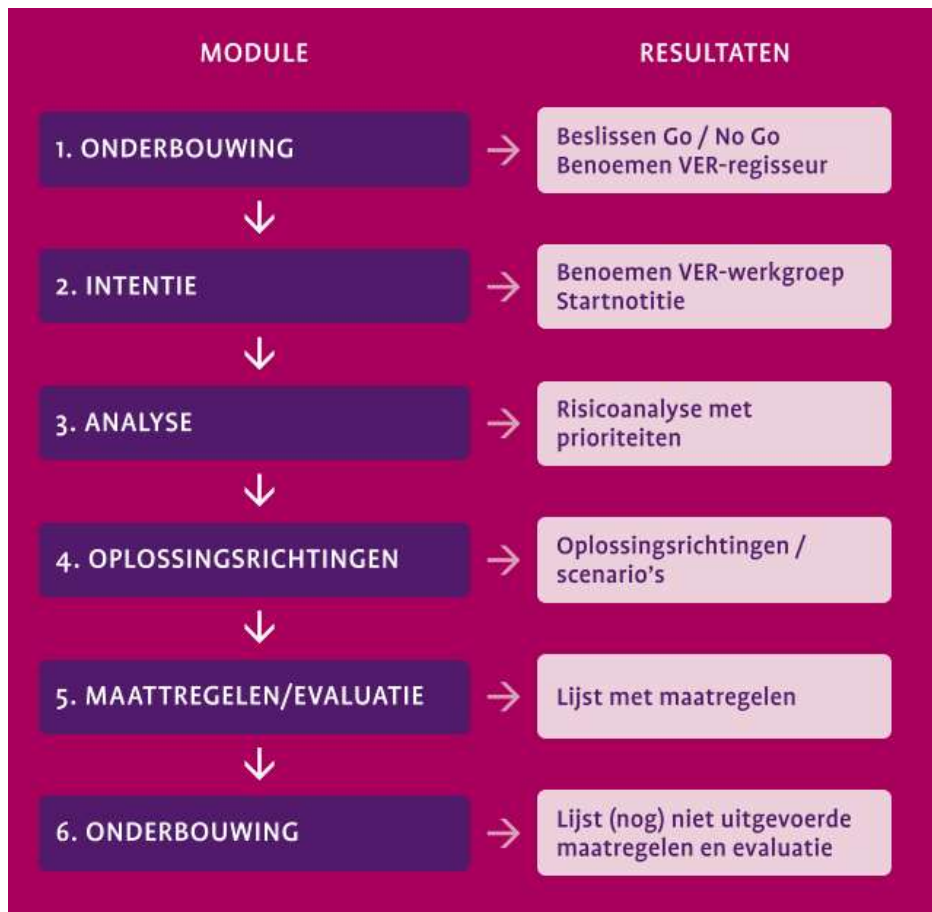 MODULE
RESULTATEN
1. ONDERBOUWING
Beslissen Go / No Go
Benoemen VER-regisseur
2. INTENTIE
Benoemen VER-werkgroep
Startnotitie
3. ANALYSE
Risicoanalyse met
prioriteiten
4. OPLOSSINGSRICHTINGEN
Oplossingsrichtingen /
scenario's
5. MAATTREGELEN/EVALUATIE
Lijst met maatregelen
6. ONDERBOUWING
Lijst (nog) niet uitgevoerde
maatregelen en evaluatie